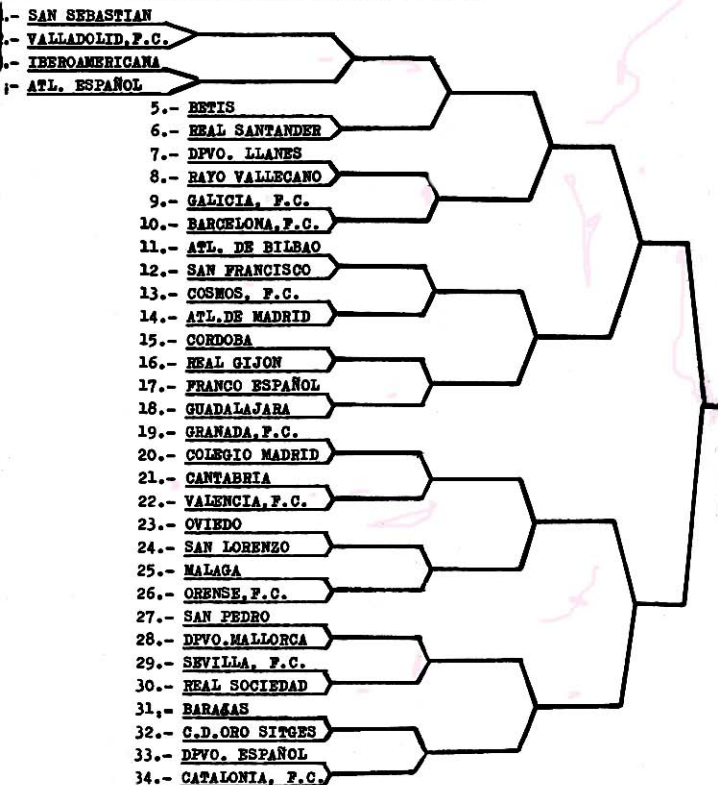 1.- SAN SEBASTIAN
2.- VALLADOLID,F.C.
.- IBEROAMERICANA
.- ATL. ESPAÑOL
5.- BETIS
6.- REAL SANTANDER
7.- DPVO. LLANES
8.- RAYO VALLECANO
9.- GALICIA, F.C.
10.- BARCELONA,F.C.
11.- ATL. DE BILBAO
12.- SAN FRANCISCO
13.- COSMOS, F.C.
14.- ATL.DE MADRID
15.- CORDOBA
16.- REAL GIJON
17.- FRANCO ESPAÑOL
18.- GUADALAJARA
19.- GRANADA,F.C.
20.- COLEGIO MADRID
21.- CANTABRIA
22.- VALENCIA,F.C.
23.- OVIEDO
24.- SAN LORENZO
25.- MALAGA
26.- ORENSE,F.C.
27.- SAN PEDRO
28.- DPVO.MALLORCA
29.- SEVILLA, F.C.
30.- REAL SOCIEDAD
31,- BARAJAS
32.- C.D.ORO SITGES
33.- DPVO. ESPAÑOL
34.- CATALONIA, F.C.